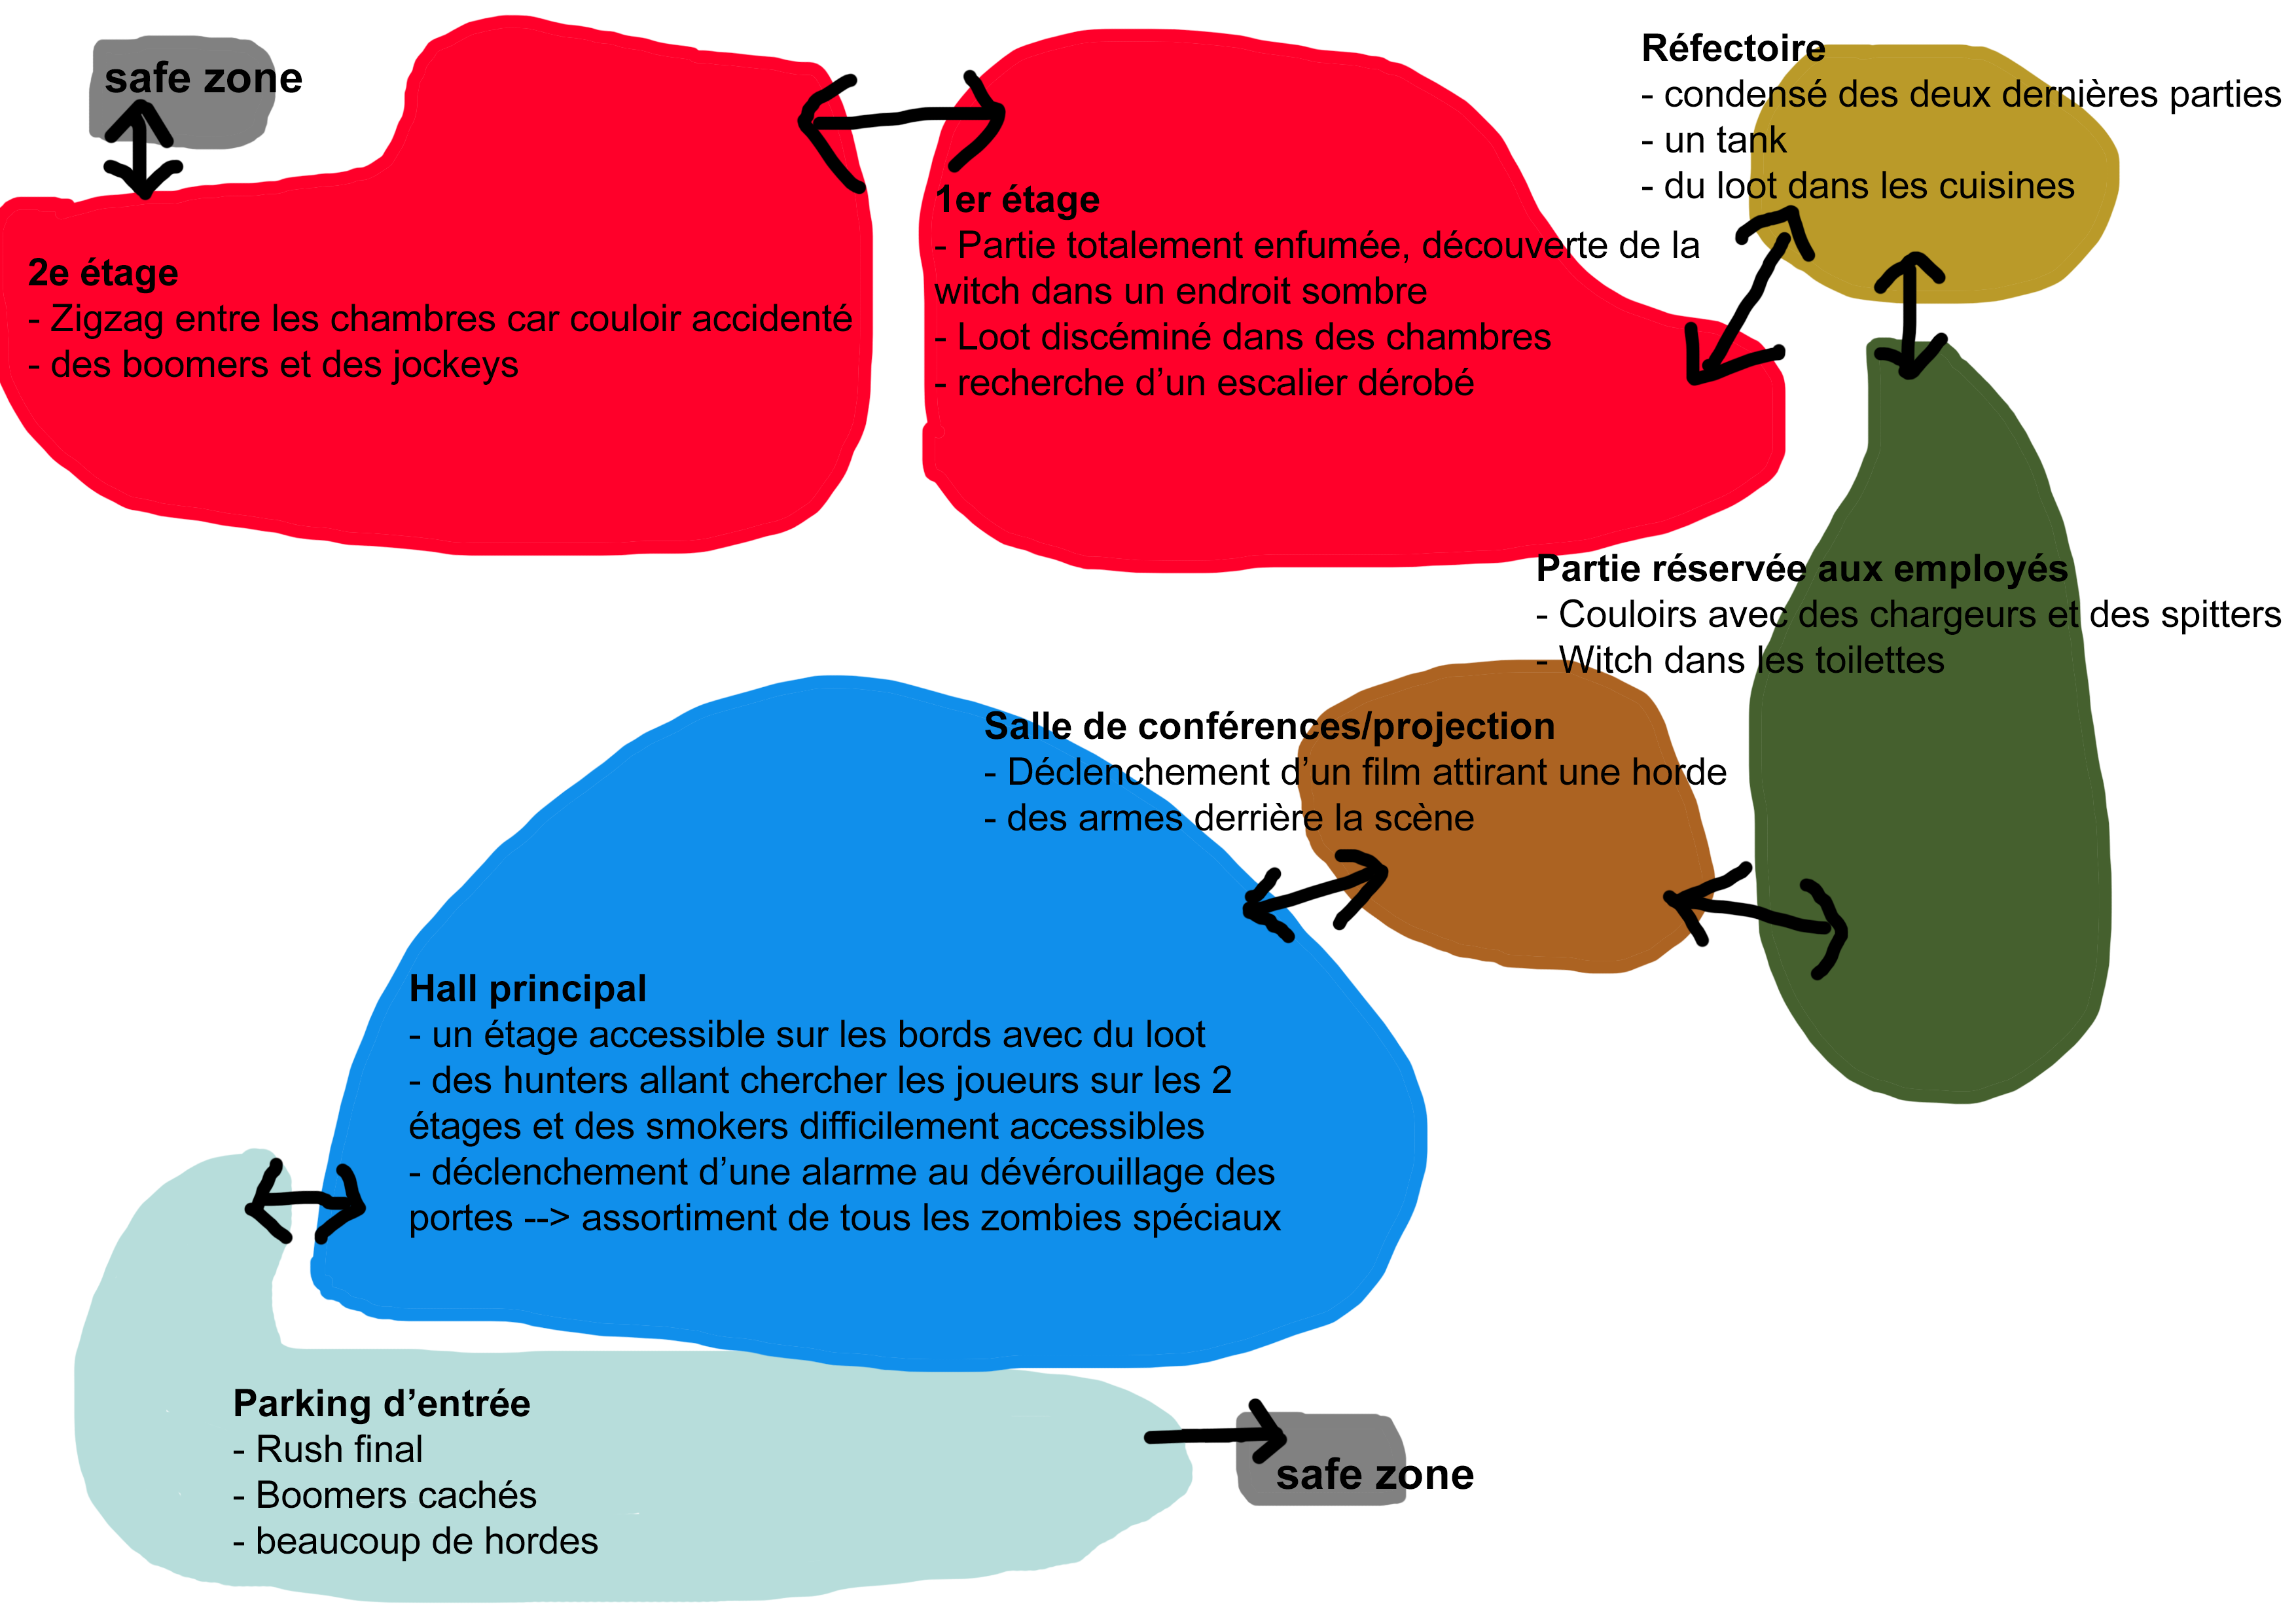 safe zone
2e étage
- Zigzag entre les chambres car couloir accidenté
- des boomers et des jockeys
1er étage
- Partie totalement enfumée, découverte de la
witch dans un endroit sombre
- Loot discéminé dans des chambres
- recherche d’un escalier dérobé
Réfectoire
- condensé des deux dernières parties
- un tank
- du loot dans les cuisines
Partie réservée aux employés
- Couloirs avec des chargeurs et des spitters
- Witch dans les toilettes
Salle de conférences/projection
- Déclenchement d’un film attirant une horde
- des armes derrière la scène
Hall principal
- un étage accessible sur les bords avec du loot
- des hunters allant chercher les joueurs sur les 2
étages et des smokers difficilement accessibles
- déclenchement d’une alarme au dévérouillage des
portes --> assortiment de tous les zombies spéciaux
Parking d’entrée
- Rush final
- Boomers cachés
- beaucoup de hordes
safe zone